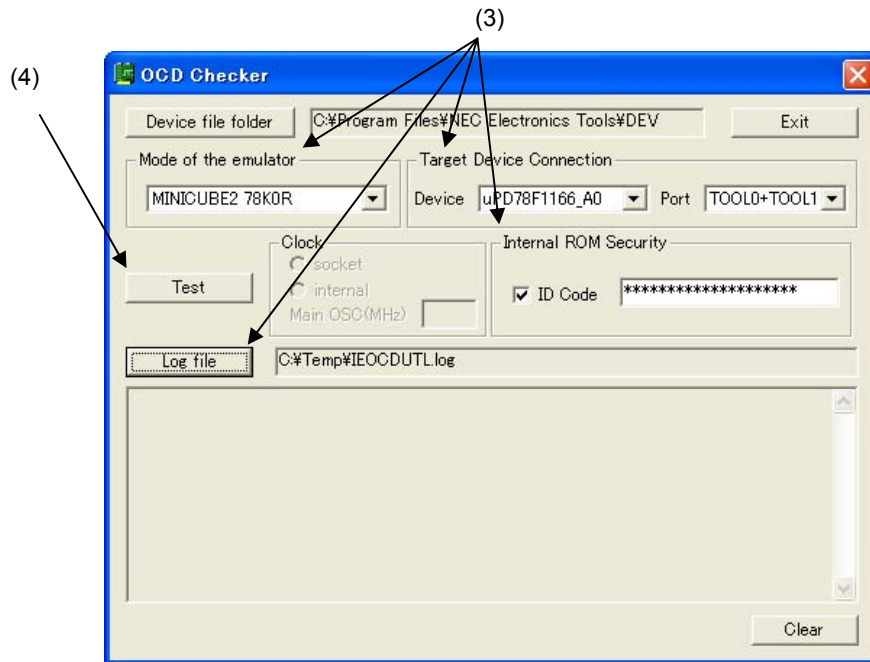 (3)
(4)
OCD Checker
Device file folder
C:¥Program Files¥NEC Electronics Tools¥DEV
Exit
Mode of the emulator
Target Device Connection
MINICUBE2 78K0R
Device
uPD78F1166_A0
Port
TOOL0+TOOL1
Clock
Internal ROM Security
socket
Test
internal
ID Code
********************
Main OSC(MHz)
Log file
C:¥Temp¥IEOCDUTL.log
Clear